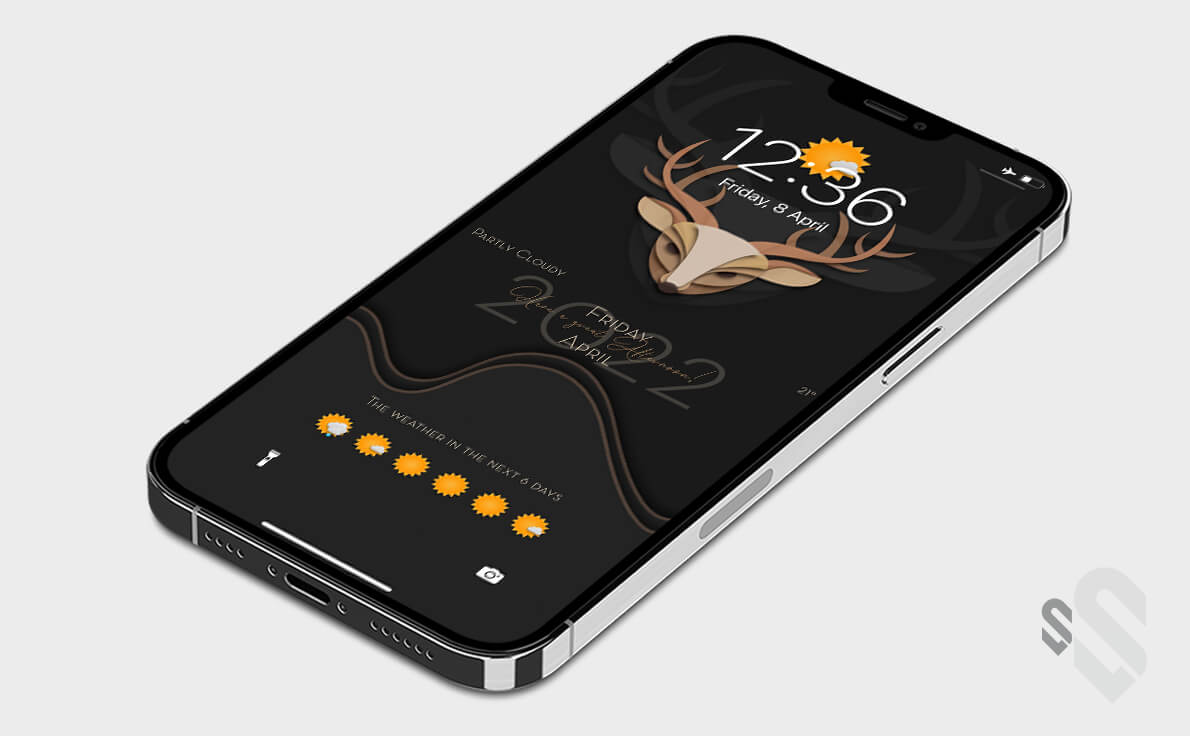 12:36
Friday, 8 April
Partly Cloudy
2022
Have a great Afternoon!
Friday
April
21°
The weather in the next 6 days